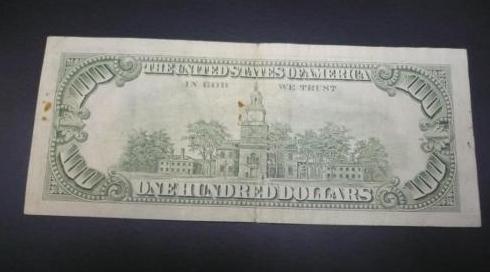 100 THE UNITED STATES OF AMERICA 100
IN GOD WE TRUST
100 ONE HUNDRED DOLLARS 100